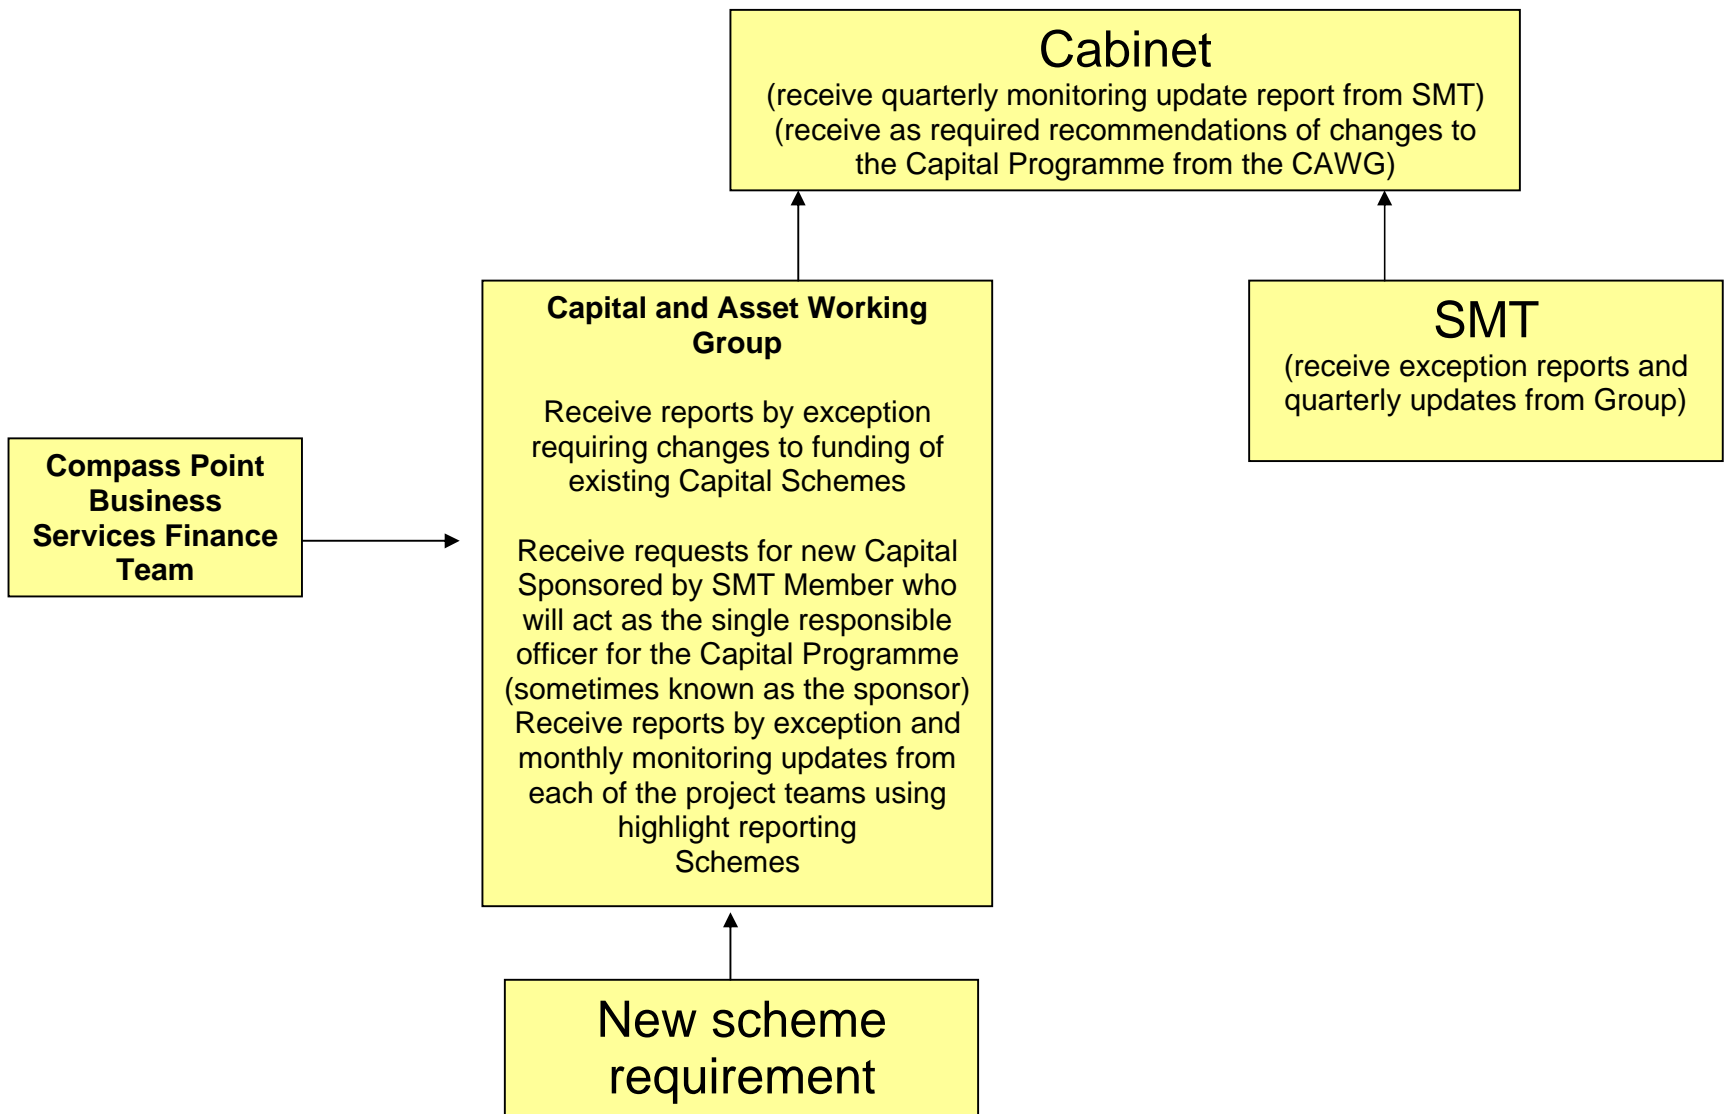 Cabinet
(receive quarterly monitoring update report from SMT)
(receive as required recommendations of changes to
the Capital Programme from the CAWG)
Capital and Asset Working
Group
Receive reports by exception
requiring changes to funding of
existing Capital Schemes
Receive requests for new Capital
Sponsored by SMT Member who
will act as the single responsible
officer for the Capital Programme
(sometimes known as the sponsor)
Receive reports by exception and
monthly monitoring updates from
each of the project teams using
highlight reporting
Schemes
SMT
(receive exception reports and
quarterly updates from Group)
Compass Point
Business
Services Finance
Team
New scheme
requirement